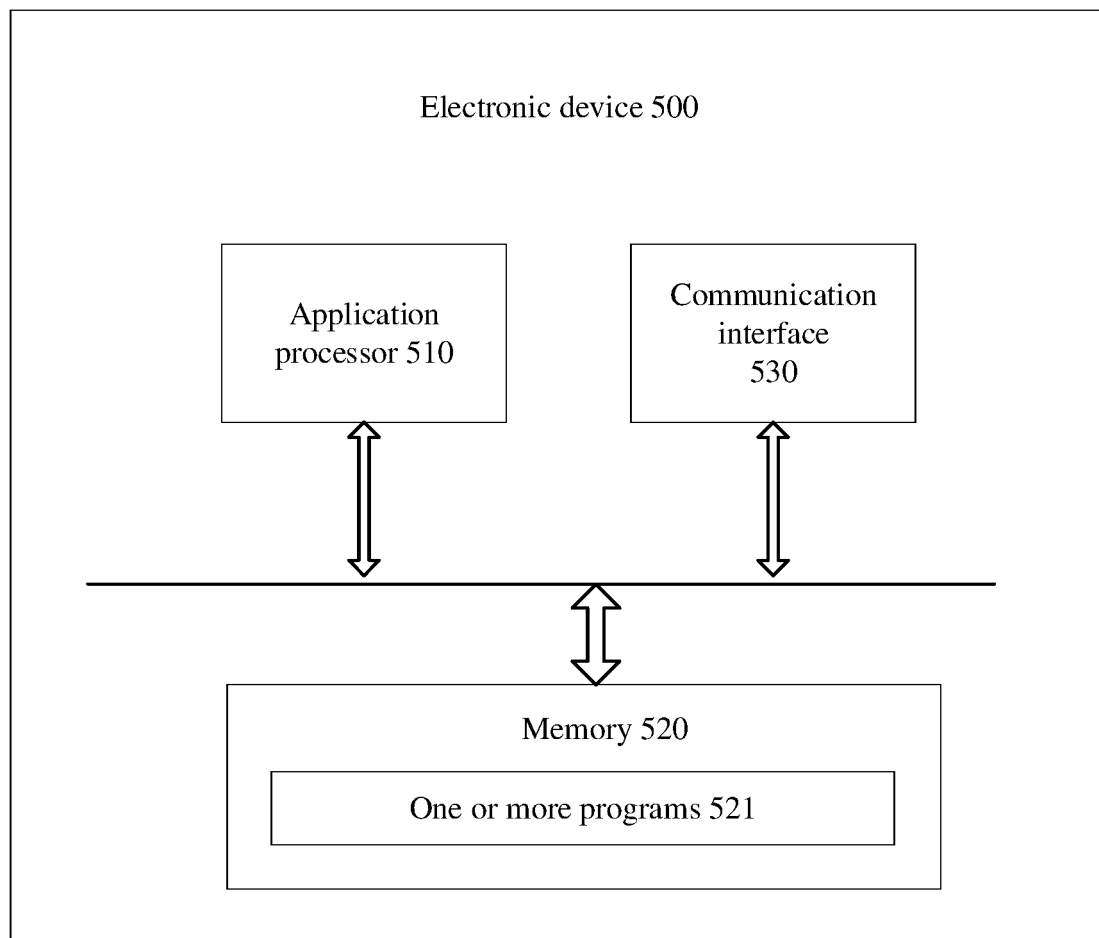 Electronic device 500
Application
processor 510
Communication
interface
530
Memory 520
One or more programs 521